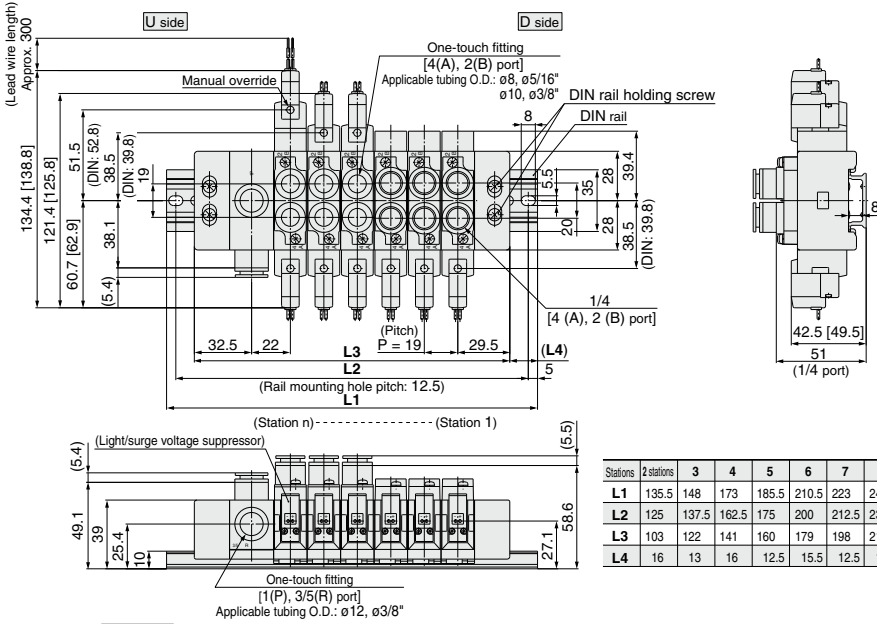 U side
D side
(Lead wire length)
Approx. 300
One-touch fitting
[4(A), 2(B) port]
Applicable tubing O.D.: ø8, ø5/16"
ø10, ø3/8"
Manual override
DIN rail holding screw
DIN rail
8
134.4 [138.8]
121.4 [125.8]
51.5
(DIN: 52.8)
38.5
(DIN: 39.8)
19
38.1
60.7 [62.9]
(5.4)
5.5
35
20
28
28
39.4
38.5
(DIN: 39.8)
8
1/4
[4 (A), 2 (B) port]
42.5 [49.5]
51
(1/4 port)
32.5
22
(Pitch)
P = 19
29.5
L3
(L4)
L2
5
(Rail mounting hole pitch: 12.5)
L1
(Station n)
(Station 1)
(Light/surge voltage suppressor)
(5.4)
49.1
39
25.4
10
(5.5)
58.6
27.1
One-touch fitting
[1(P), 3/5(R) port]
Applicable tubing O.D.: ø12, ø3/8"
Stations 2 stations 3 4 5 6 7
L1 135.5 148 173 185.5 210.5 223
L2 125 137.5 162.5 175 200 212.5
L3 103 122 141 160 179 198
L4 16 13 16 12.5 15.5 12.5